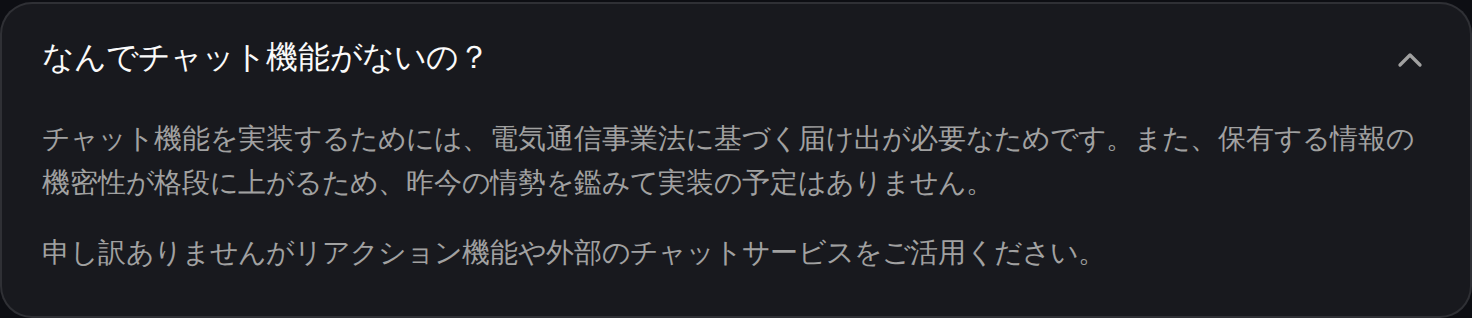 なんでチャット機能がないの？
チャット機能を実装するためには、電気通信事業法に基づく届け出が必要なためです。また、保有する情報の
機密性が格段に上がるため、昨今の情勢を鑑みて実装の予定はありません。
申し訳ありませんがリアクション機能や外部のチャットサービスをご活用ください。